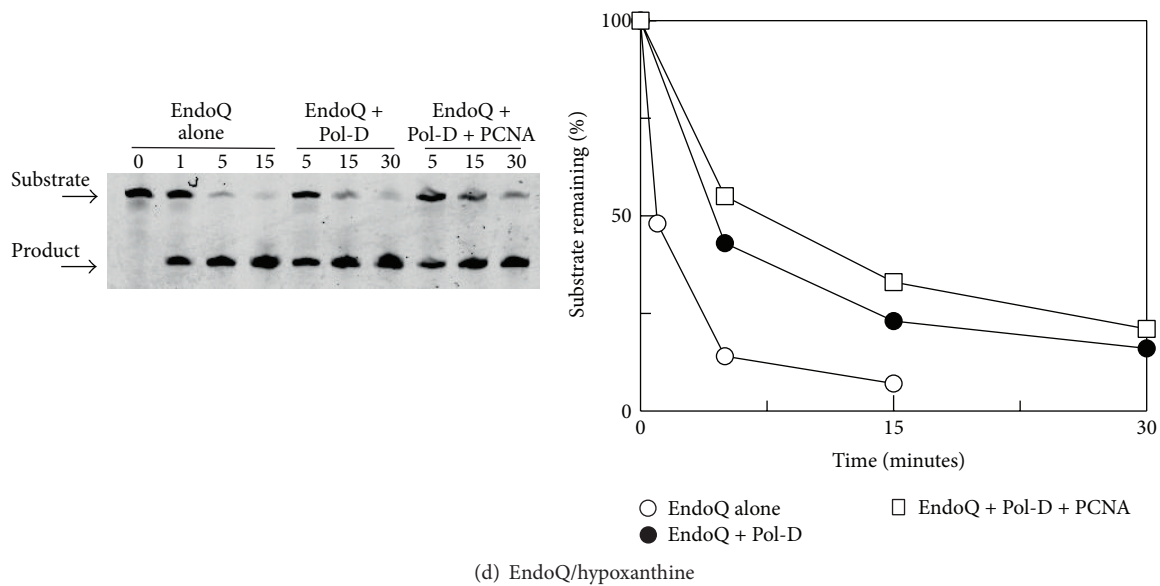 EndoQ alone
EndoQ + Pol-D
EndoQ + Pol-D + PCNA
0 1 5 15 5 15 30 5 15 30
Substrate
Product
100
50
0
Substrate remaining (%)
0 15 30
Time (minutes)
EndoQ alone
EndoQ + Pol-D
EndoQ + Pol-D + PCNA
(d) EndoQ/hypoxanthine